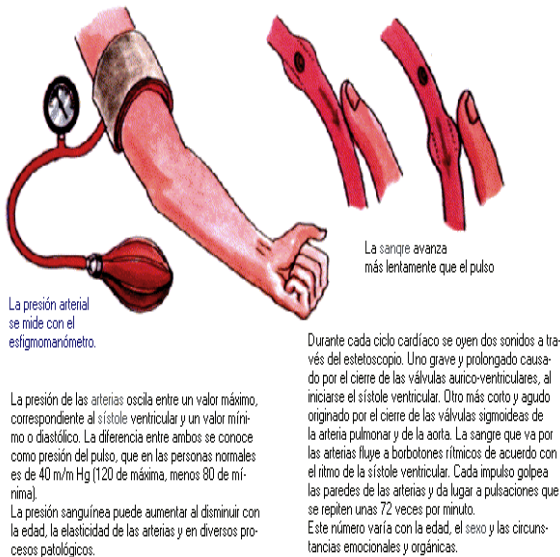 La sangre avanza
más lentamente que el pulso
La presión arterial
se mide con el
esfigmomanómetro.
La presión de las arterias oscila entre un valor máximo,
correspondiente al sístole ventricular y un valor míni-
mo o diastólico. La diferencia entre ambos se conoce
como presión del pulso, que en las personas normales
es de 40 m/m Hg (120 de máxima, menos 80 de mí-
nima).
La presión sanguínea puede aumentar al disminuir con
la edad, la elasticidad de las arterias y en diversos pro-
cesos patológicos.
Durante cada ciclo cardíaco se oyen dos sonidos a tra-
vés del estetoscopio. Uno grave y prolongado causa-
do por el cierre de las válvulas aurico-ventriculares, al
iniciarse el sístole ventricular. Otro más corto y agudo
originado por el cierre de las válvulas sigmoideas de
la arteria pulmonar y de la aorta. La sangre que va por
las arterias fluye a borbotones rítmicos de acuerdo con
el ritmo de la sístole ventricular. Cada impulso golpea
las paredes de las arterias y da lugar a pulsaciones que
se repiten unas 72 veces por minuto.
Este número varía con la edad, el sexo y las circuns-
tancias emocionales y orgánicas.